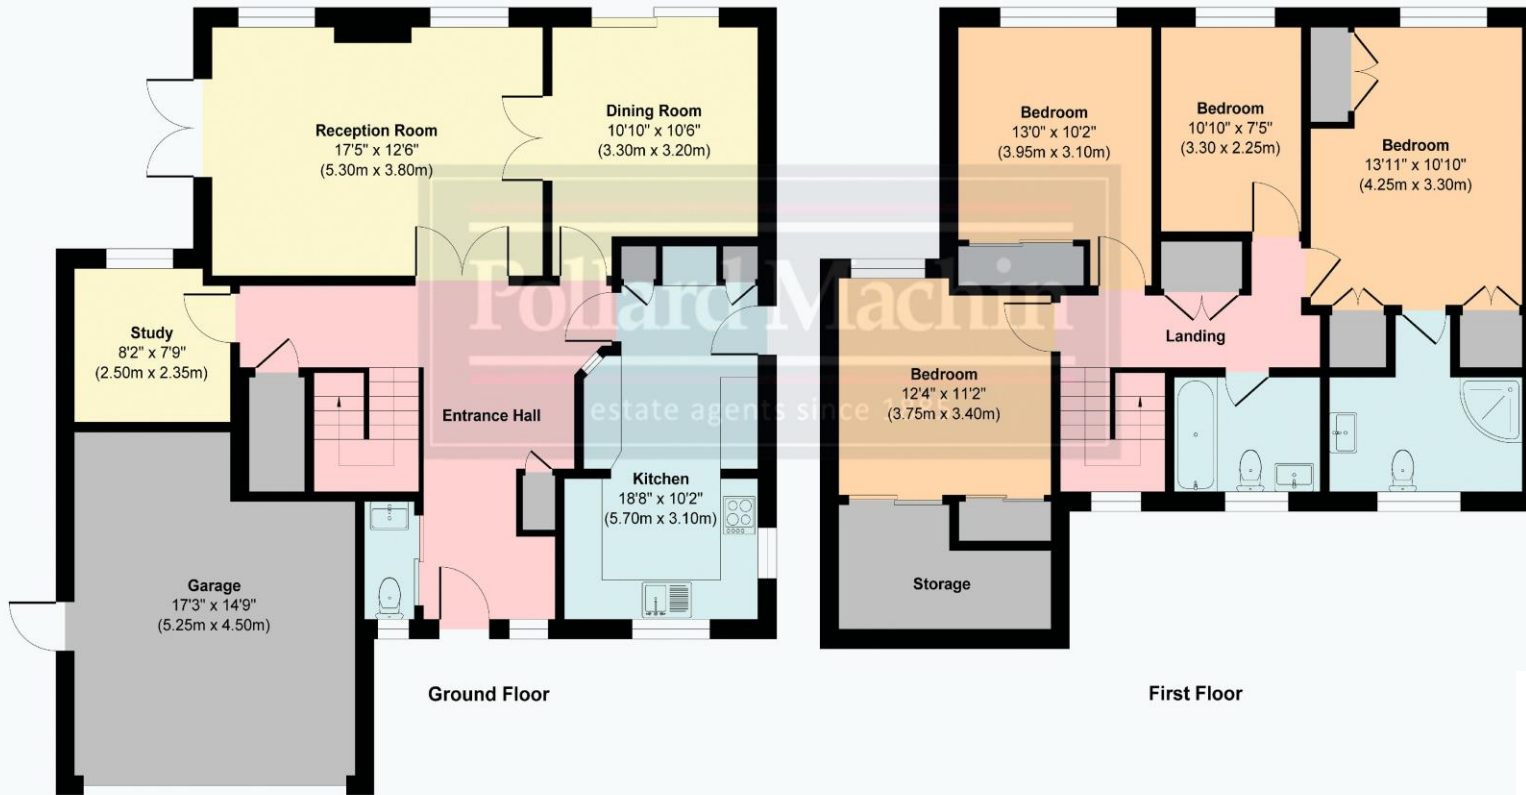 Reception Room
17'5" x 12'6"
(5.30m x 3.80m)
Dining Room
10'10" x 10'6"
(3.30m x 3.20m)
Study
8'2" x 7'9"
(2.50m x 2.35m)
Entrance Hall
Kitchen
18'8" x 10'2"
(5.70m x 3.10m)
Garage
17'3" x 14'9"
(5.25m x 4.50m)
Ground Floor
Bedroom
13'0" x 10'2"
(3.95m x 3.10m)
Bedroom
10'10" x 7'5"
(3.30 x 2.25m)
Bedroom
13'11" x 10'10"
(4.25m x 3.30m)
Landing
Bedroom
12'4" x 11'2"
(3.75m x 3.40m)
Storage
First Floor
Pollard Machin
estate agents since